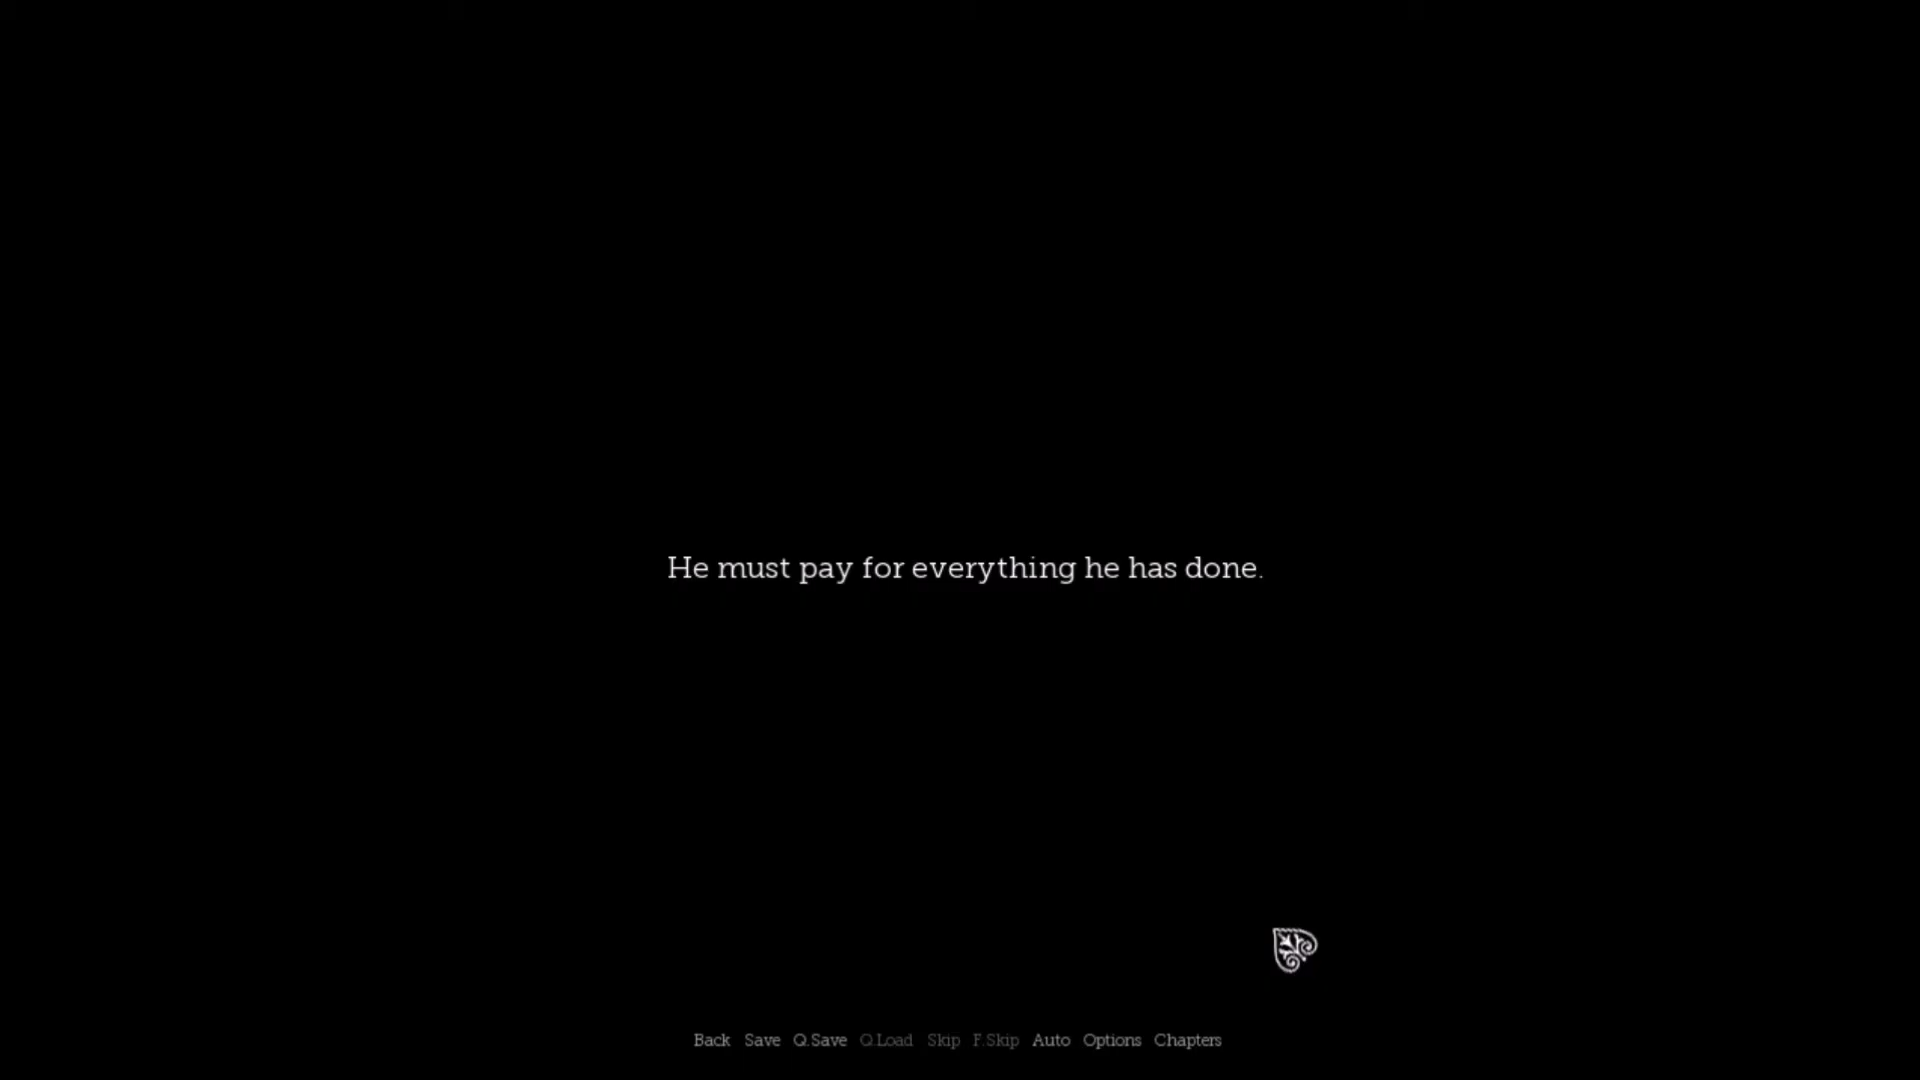 He must pay for everything he has done.
Back Save Q.Save Q.Load Skip F.Skip Auto Options Chapters